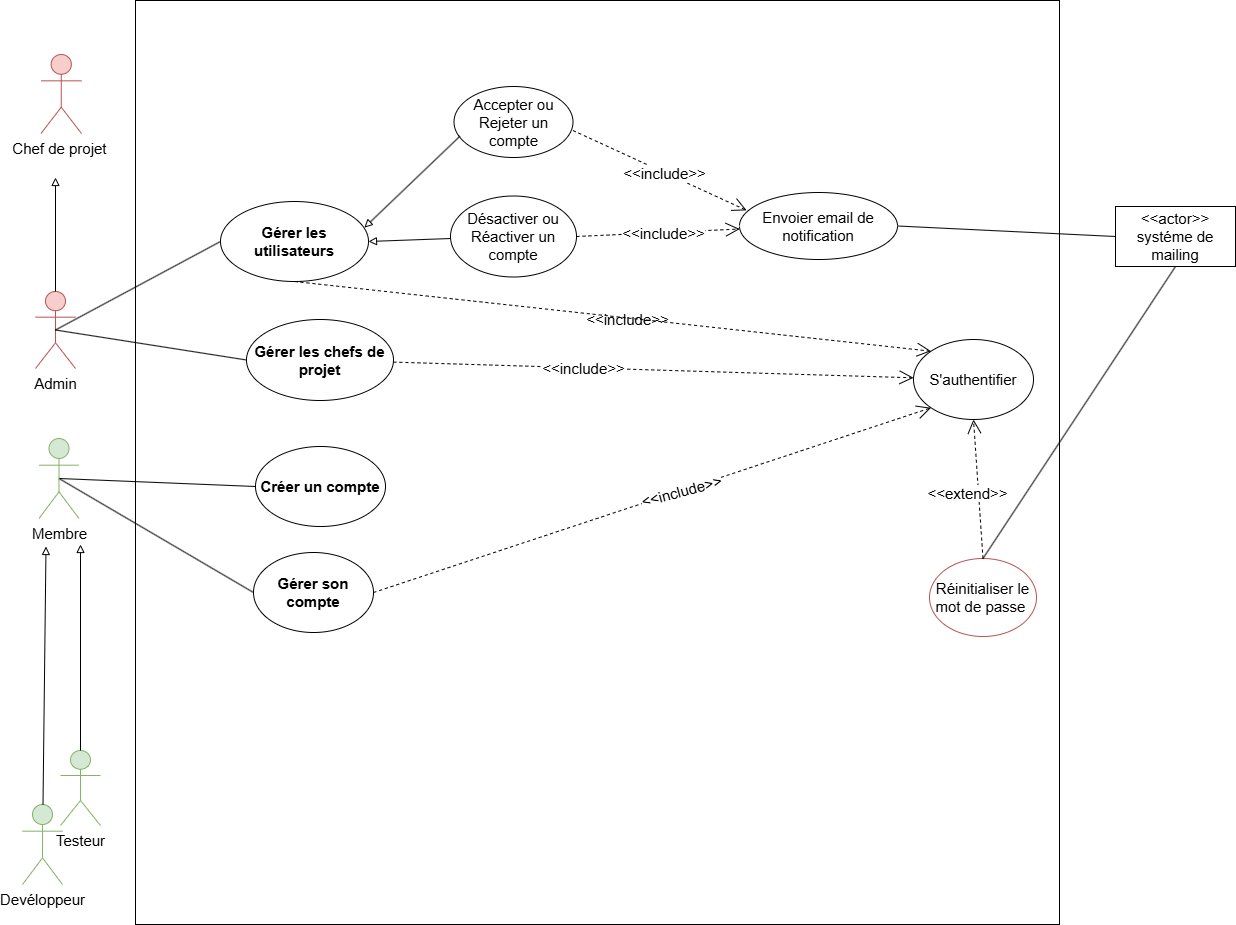 Chef de projet
Accepter ou
Rejeter un
compte
<<include>>
Désactiver ou
Réactiver un
compte
<<include>>
Envoier email de
notification
<<actor>>
systéme de
mailing
Gérer les
utilisateurs
<<include>>
Admin
Gérer les chefs de
projet
<<include>>
S'authentifier
Membre
Créer un compte
<<include>>
<<extend>>
Gérer son
compte
Réinitialiser le
mot de passe
Testeur
Devéloppeur